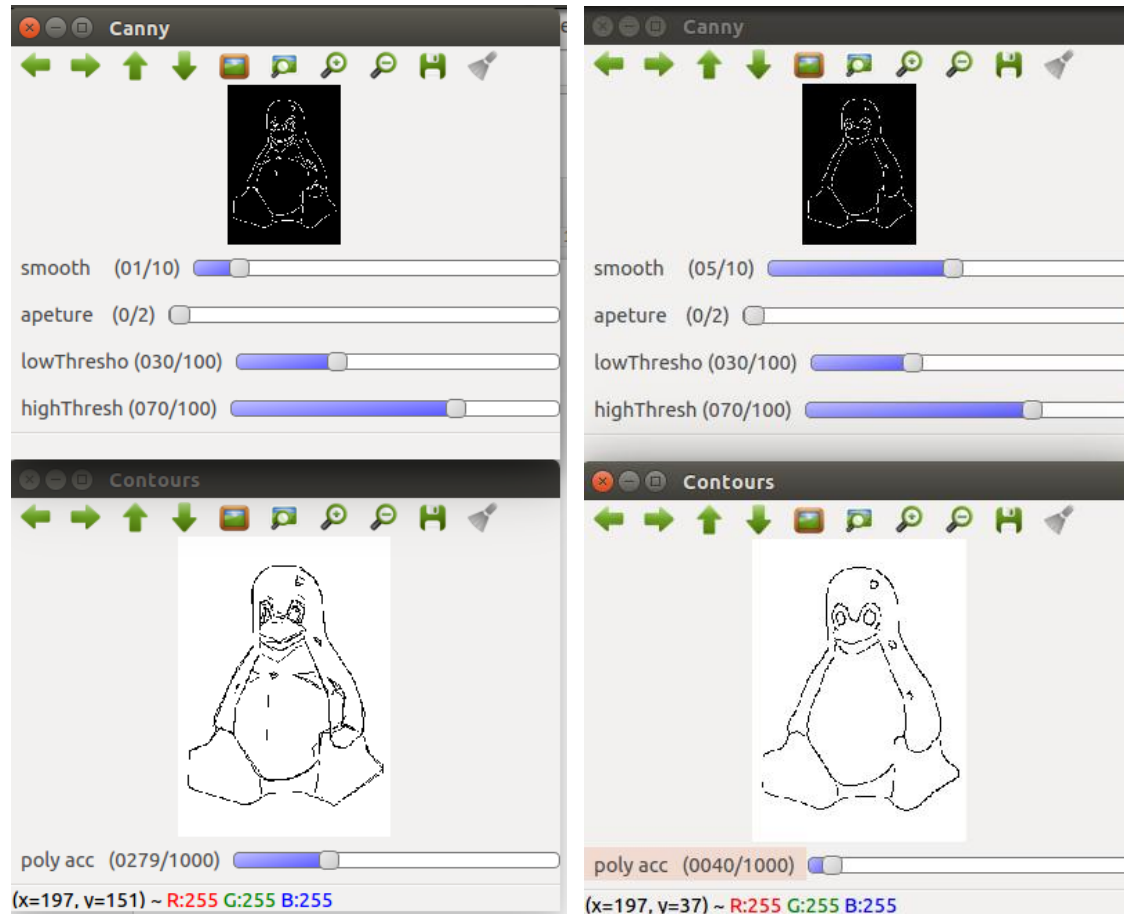 Canny
smooth (01/10)
apeture (0/2)
lowThresho (030/100)
highThresh (070/100)
Contours
poly acc (0279/1000)
(x=197, y=151) ~ R:255 G:255 B:255
Canny
smooth (05/10)
apeture (0/2)
lowThresho (030/100)
highThresh (070/100)
Contours
poly acc (0040/1000)
(x=197, y=37) ~ R:255 G:255 B:255